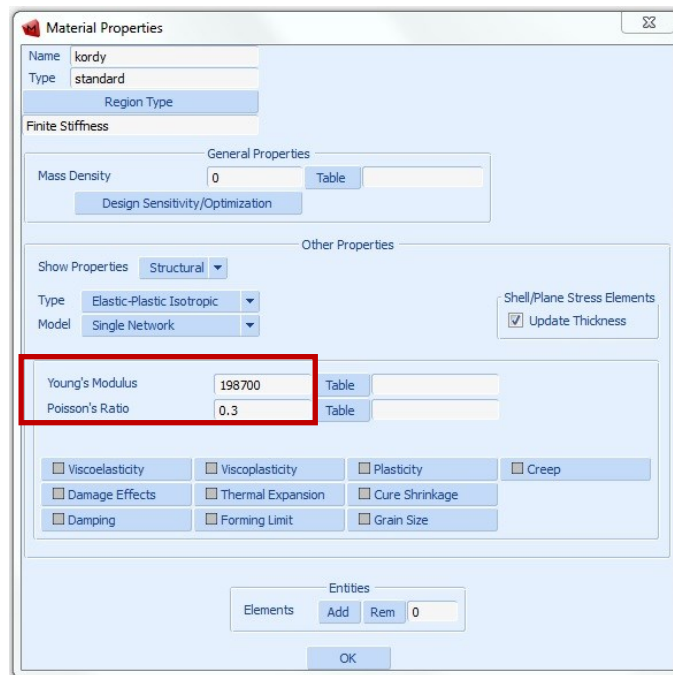 Material Properties
Name kordy
Type standard
Region Type
Finite Stiffness
General Properties
Mass Density 0 Table
Design Sensitivity/Optimization
Other Properties
Show Properties Structural
Type Elastic-Plastic Isotropic
Model Single Network
Shell/Plane Stress Elements
Update Thickness
Young's Modulus 198700 Table
Poisson's Ratio 0.3 Table
Viscoelasticity Viscoplasticity Plasticity Creep
Damage Effects Thermal Expansion Cure Shrinkage
Damping Forming Limit Grain Size
Entities
Elements Add Rem 0
OK